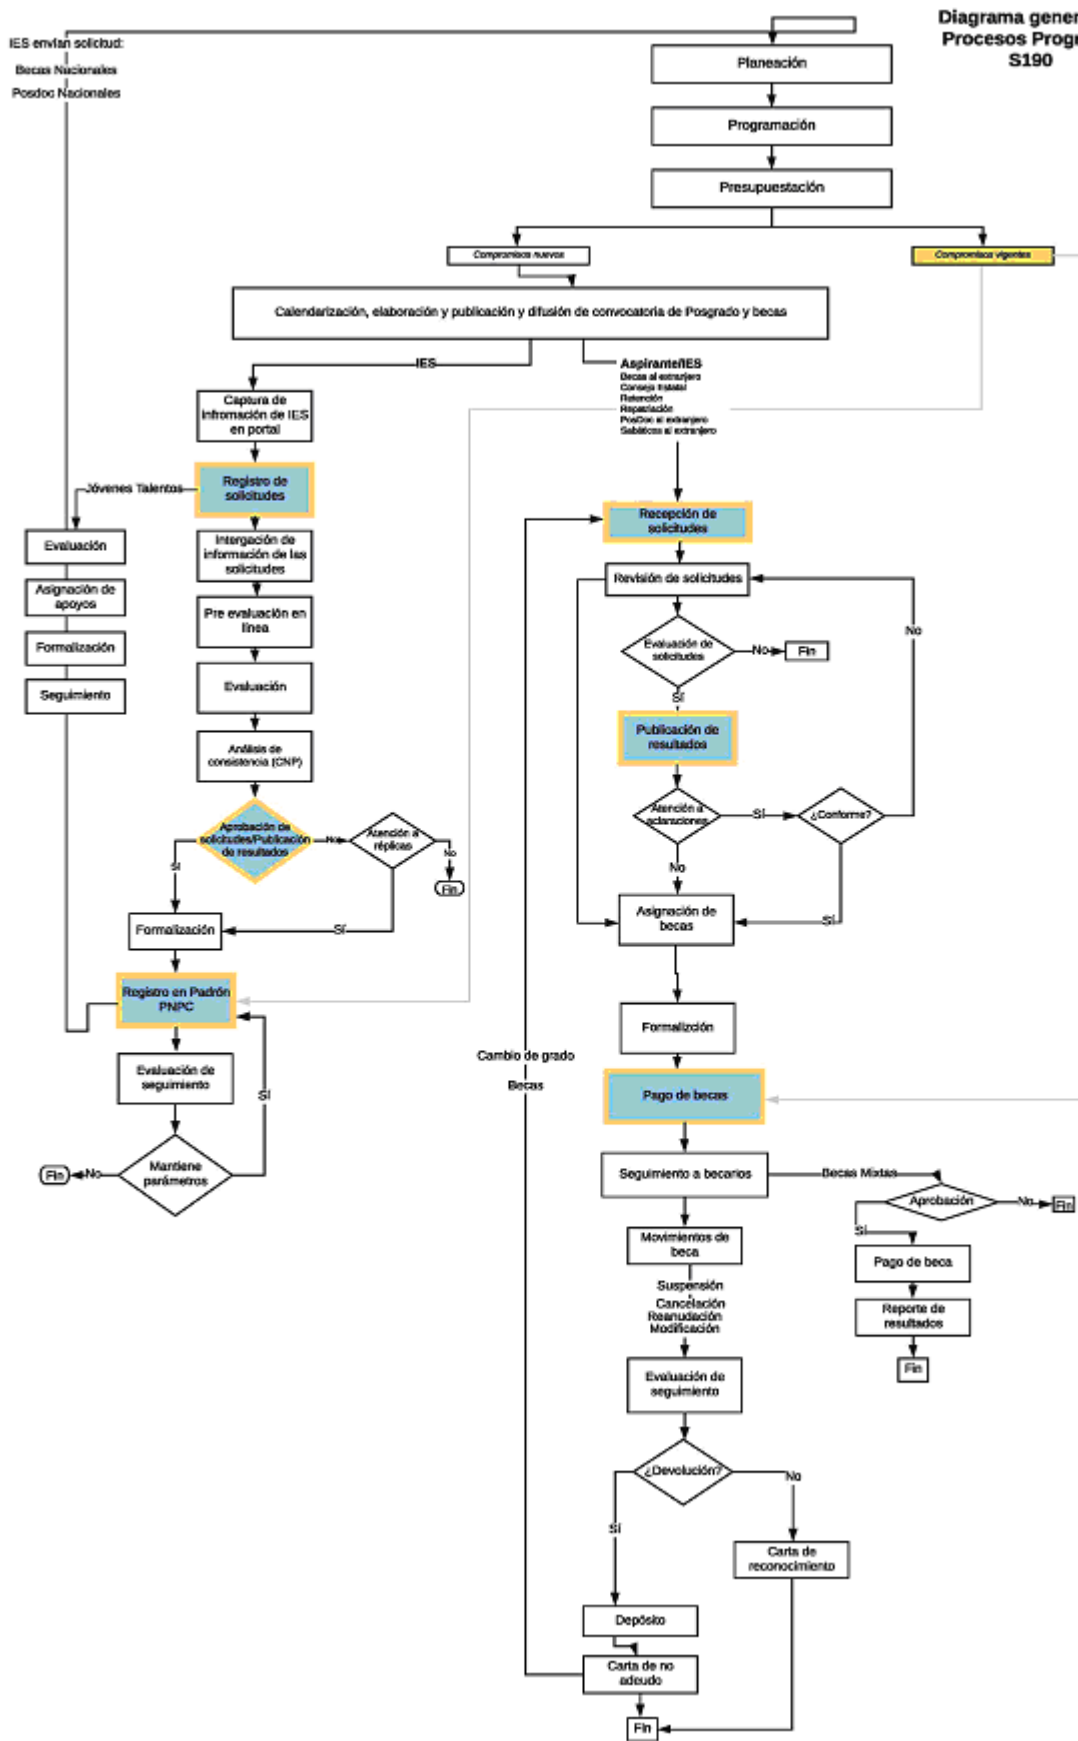 Diagrama gener
Procesos Progr
S190
IES envían solicitud:
Becas Nacionales
Posdoc Nacionales
Planeación
Programación
Presupuestación
Compromisos nuevos
Compromisos vigentes
Calendarización, elaboración y publicación y difusión de convocatoria de Posgrado y becas
IES
Aspirante/IES
Becas al extranjero
Consejo Estatal
Retención
Repatriación
PosDoc al extranjero
Sabáticos al extranjero
Captura de
infromación de IES
en portal
Jóvenes Talentos
Registro de
solicitudes
Evaluación
Asignación de
apoyos
Formalización
Seguimiento
Intergación de
información de las
solicitudes
Pre evaluación en
línea
Evaluación
Análisis de
consistencia (CNP)
Aprobación de
solicitudes/Publicación
de resultados
No
Atención a
réplicas
No
Fin
Sí
Sí
Formalización
Registro en Padrón
PNPC
Evaluación de
seguimiento
Sí
Mantiene
parámetros
No
Fin
Recepción de
solicitudes
Revisión de solicitudes
No
Evaluación de
solicitudes
No
Fin
Sí
Publicación de
resultados
Atención a
aclaraciones
Sí
¿Conforme?
No
Sí
Asignación de
becas
Formalizción
Cambio de grado
Becas
Pago de becas
Seguimiento a becarios
Becas Mixtas
Aprobación
No
Fin
Sí
Pago de beca
Reporte de
resultados
Fin
Movimientos de
beca
Suspensión
Cancelación
Reanudación
Modificación
Evaluación de
seguimiento
¿Devolución?
No
Sí
Carta de
reconocimiento
Depósito
Carta de no
adeudo
Fin